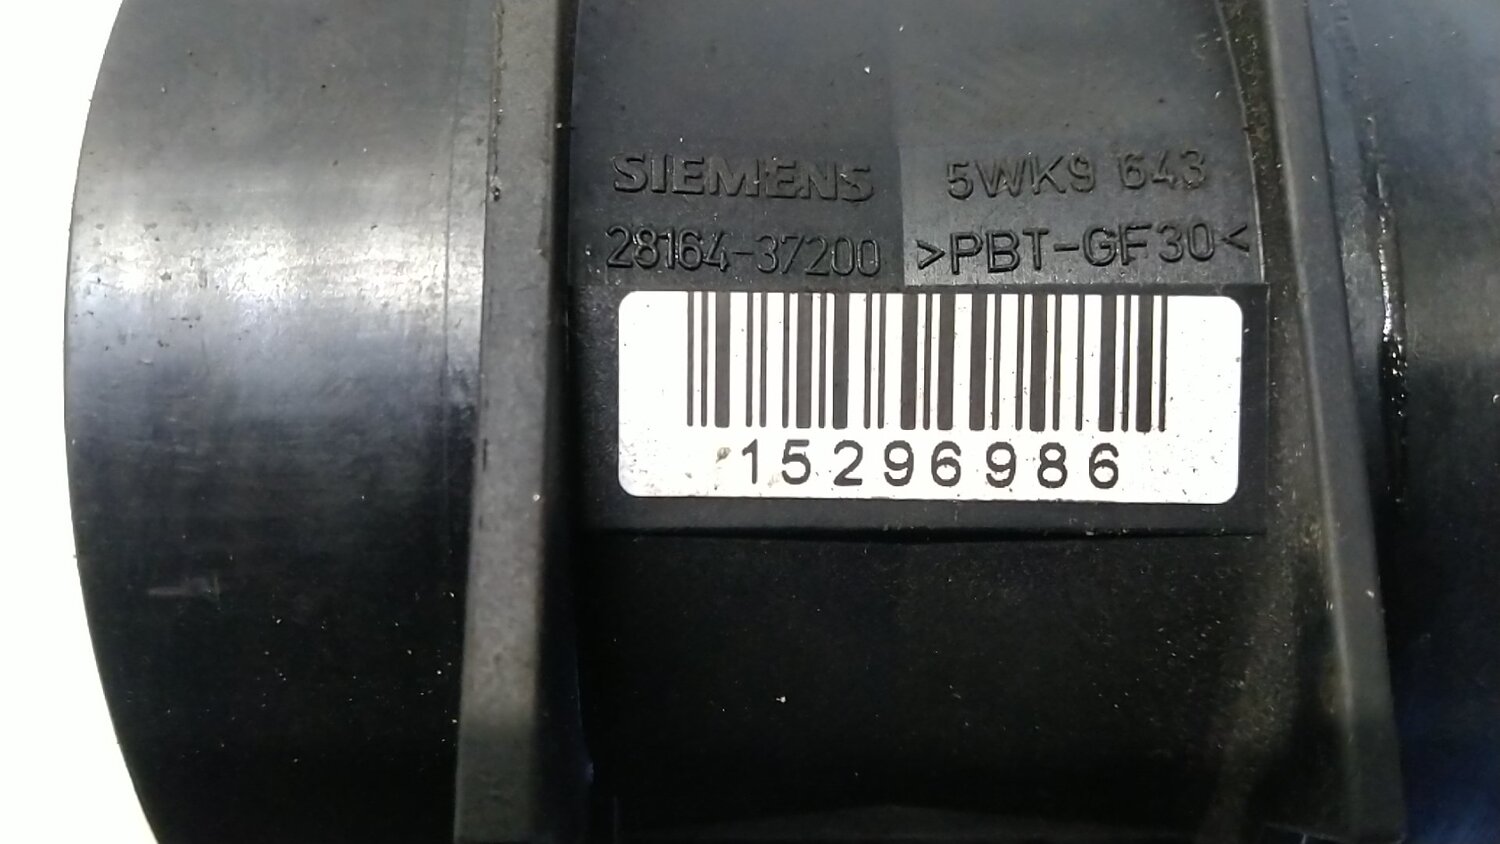 SIEMENS 5WK9 643
28164-37200 >PBT-GF30<
15296986